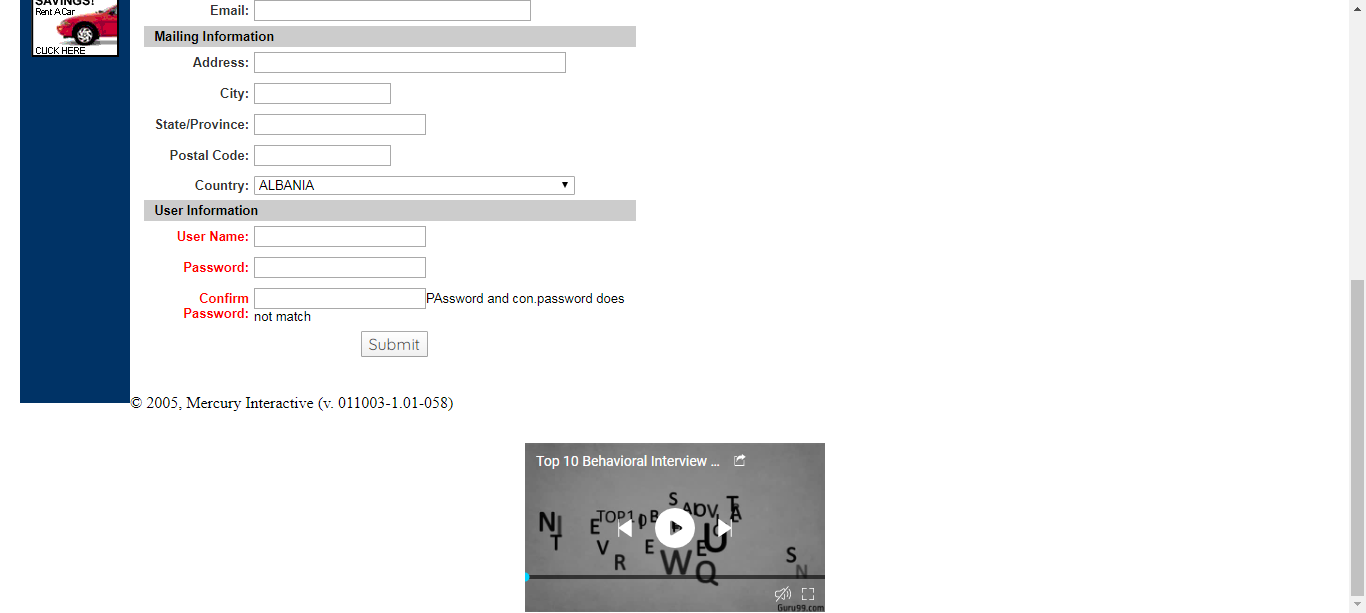 SAVINGS!
Rent A Car
CLICK HERE
Email:
Mailing Information
Address:
City:
State/Province:
Postal Code:
Country: ALBANIA
User Information
User Name:
Password:
Confirm Password: PAssword and con.password does
not match
Submit
© 2005, Mercury Interactive (v. 011003-1.01-058)
Top 10 Behavioral Interview ...
Guru99.com